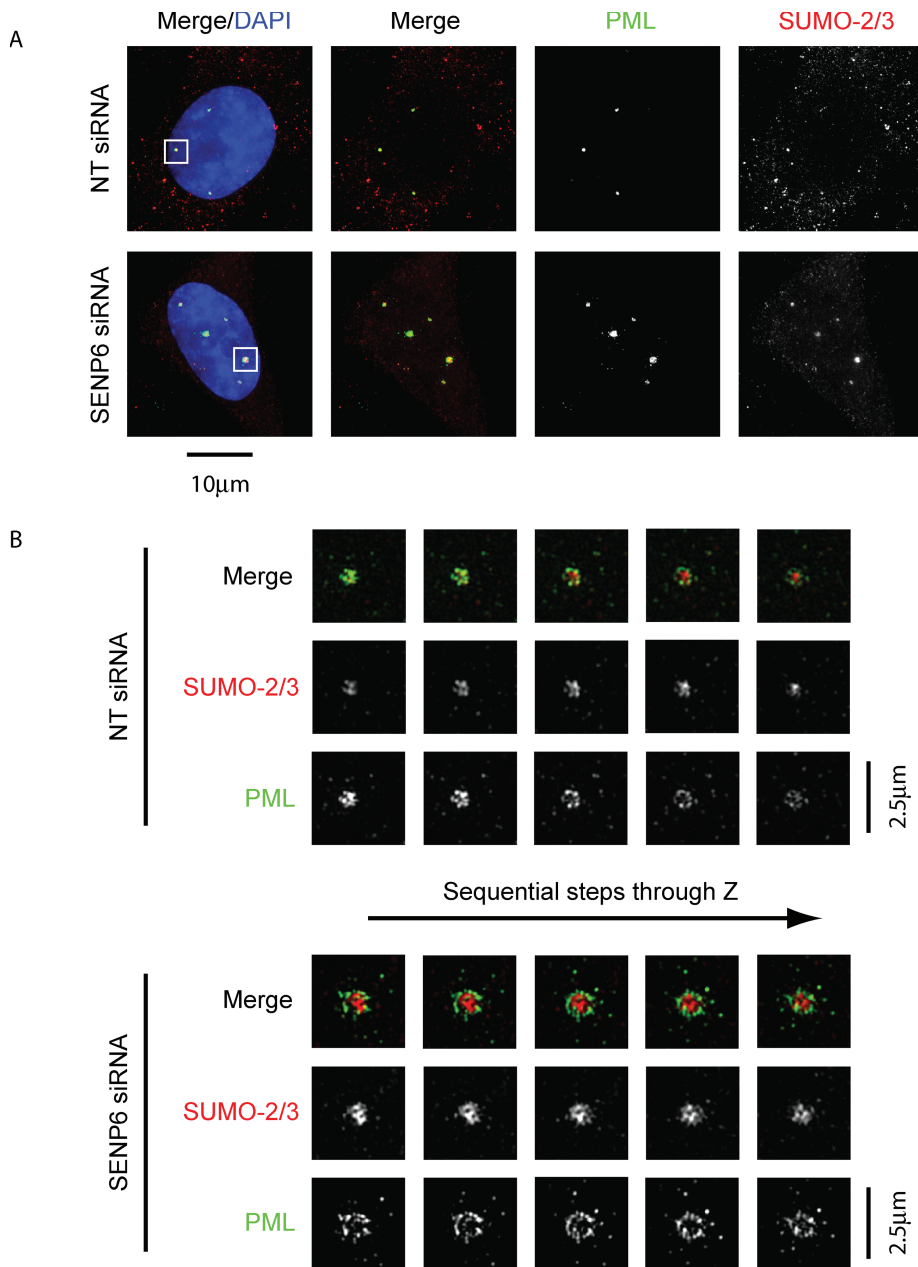 A
Merge/DAPI Merge PML SUMO-2/3
NT siRNA
SENP6 siRNA
10μm
B
NT siRNA
Merge
SUMO-2/3
PML
2.5μm
Sequential steps through Z
SENP6 siRNA
Merge
SUMO-2/3
PML
2.5μm